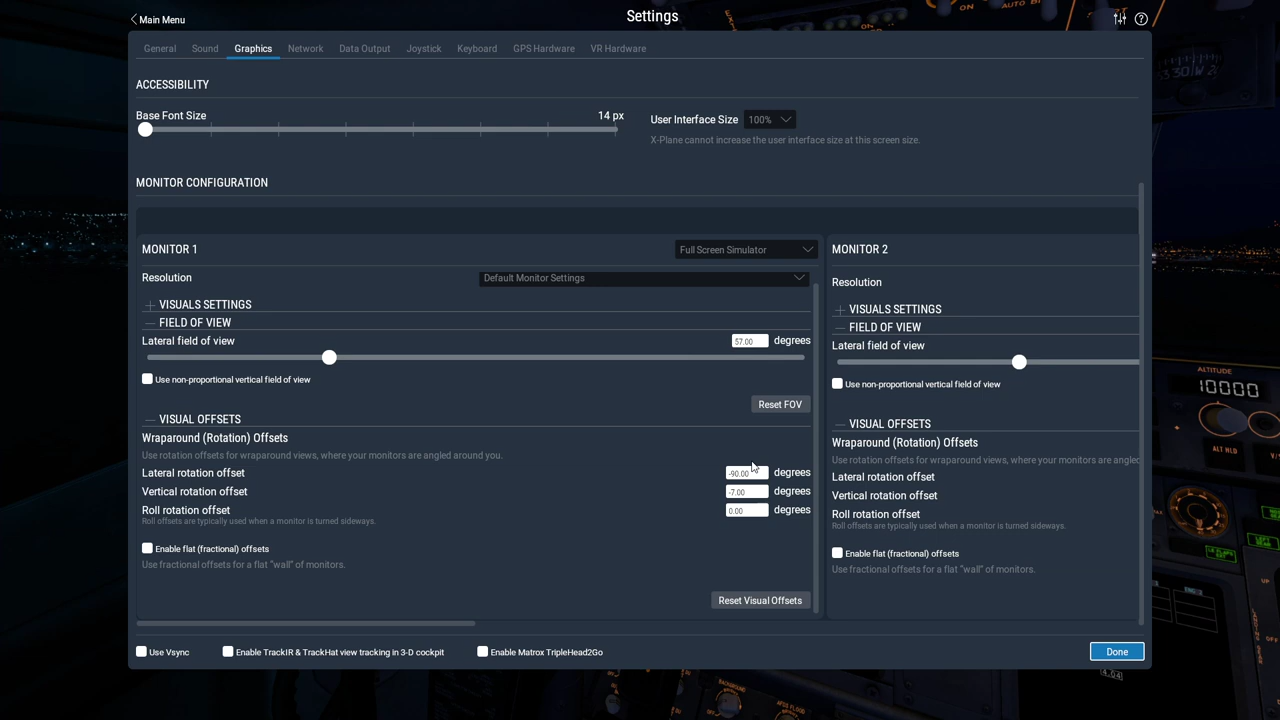 Main Menu
Settings
General Sound Graphics Network Data Output Joystick Keyboard GPS Hardware VR Hardware
ACCESSIBILITY
Base Font Size 14 px
User Interface Size 100%
X-Plane cannot increase the user interface size at this screen size.
MONITOR CONFIGURATION
MONITOR 1 Full Screen Simulator
Resolution Default Monitor Settings
VISUALS SETTINGS
FIELD OF VIEW
Lateral field of view 57.00 degrees
Use non-proportional vertical field of view
Reset FOV
VISUAL OFFSETS
Wraparound (Rotation) Offsets
Use rotation offsets for wraparound views, where your monitors are angled around you.
Lateral rotation offset -90.00 degrees
Vertical rotation offset -7.00 degrees
Roll rotation offset 0.00 degrees
Roll offsets are typically used when a monitor is turned sideways.
Enable flat (fractional) offsets
Use fractional offsets for a flat "wall" of monitors.
Reset Visual Offsets
MONITOR 2
Resolution
VISUALS SETTINGS
FIELD OF VIEW
Lateral field of view
Use non-proportional vertical field of view
VISUAL OFFSETS
Wraparound (Rotation) Offsets
Use rotation offsets for wraparound views, where your monitors are angled
Lateral rotation offset
Vertical rotation offset
Roll rotation offset
Roll offsets are typically used when a monitor is turned sideways.
Enable flat (fractional) offsets
Use fractional offsets for a flat "wall" of monitors.
Use Vsync Enable TrackIR & TrackHat view tracking in 3-D cockpit Enable Matrox TripleHead2Go
Done
ALTITUDE
10000
ALT HLD
UP
4.04